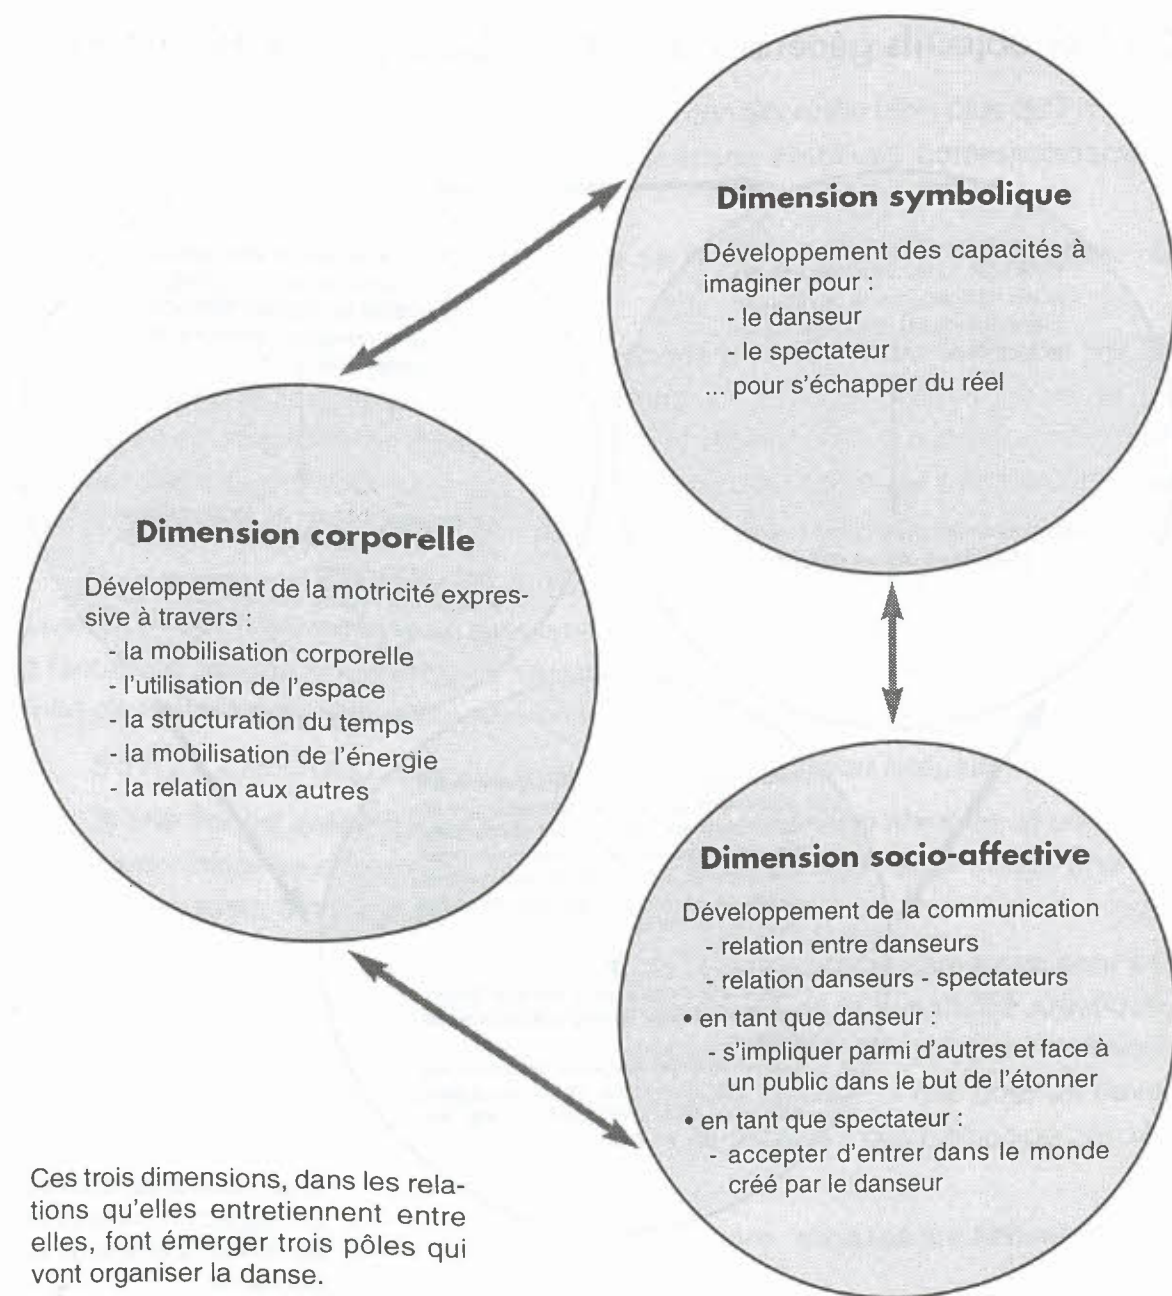 Dimension symbolique
Développement des capacités à
imaginer pour :
- le danseur
- le spectateur
... pour s'échapper du réel
Dimension corporelle
Développement de la motricité expres-
sive à travers :
- la mobilisation corporelle
- l'utilisation de l'espace
- la structuration du temps
- la mobilisation de l'énergie
- la relation aux autres
Dimension socio-affective
Développement de la communication
- relation entre danseurs
- relation danseurs - spectateurs
• en tant que danseur :
- s'impliquer parmi d'autres et face à
un public dans le but de l'étonner
• en tant que spectateur :
- accepter d'entrer dans le monde
créé par le danseur
Ces trois dimensions, dans les rela-
tions qu'elles entretiennent entre
elles, font émerger trois pôles qui
vont organiser la danse.